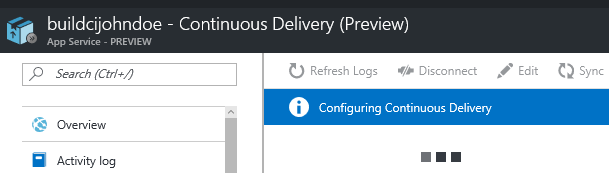 buildcijohndoe - Continuous Delivery (Preview)
App Service - PREVIEW
Search (Ctrl+/)
Refresh Logs Disconnect Edit Sync
Configuring Continuous Delivery
Overview
Activity log